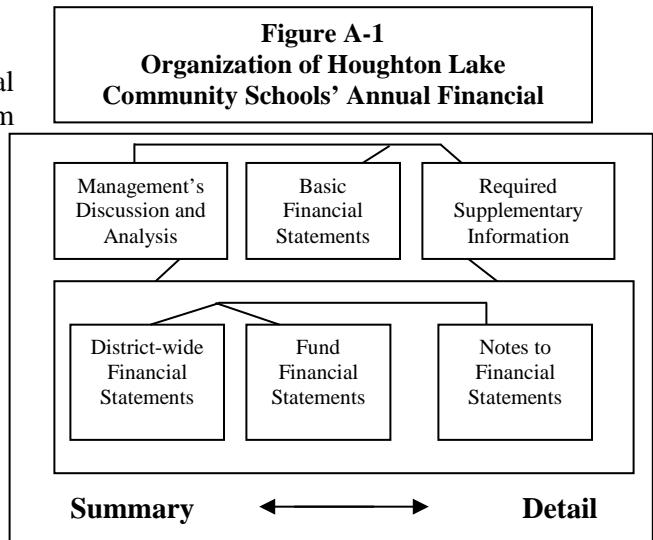 Figure A-1
Organization of Houghton Lake
Community Schools' Annual Financial
al
m
Management's
Discussion and
Analysis
Basic
Financial
Statements
Required
Supplementary
Information
District-wide
Financial
Statements
Fund
Financial
Statements
Notes to
Financial
Statements
Summary
Detail